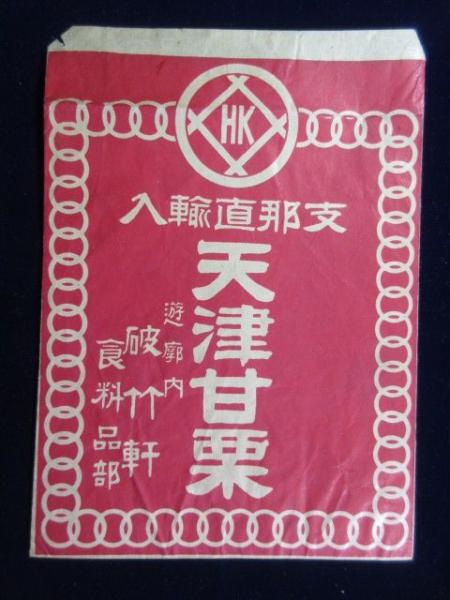 HK
支那直輸入
天津甘栗
遊廓内
破竹軒
食料品部